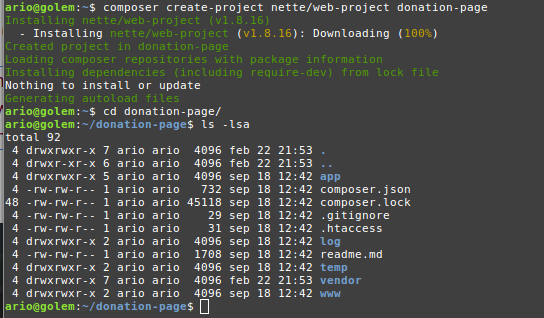 ario@golem:~$ composer create-project nette/web-project donation-page
Installing nette/web-project (v1.8.16)
  - Installing nette/web-project (v1.8.16): Downloading (100%)
Created project in donation-page
Loading composer repositories with package information
Installing dependencies (including require-dev) from lock file
Nothing to install or update
Generating autoload files
ario@golem:~$ cd donation-page/
ario@golem:~/donation-page$ ls -lsa
total 92
 4 drwxrwxr-x 7 ario ario  4096 feb 22 21:53 .
 4 drwxr-xr-x 6 ario ario  4096 feb 22 21:53 ..
 4 drwxrwxr-x 5 ario ario  4096 sep 18 12:42 app
 4 -rw-rw-r-- 1 ario ario   732 sep 18 12:42 composer.json
48 -rw-rw-r-- 1 ario ario 45118 sep 18 12:42 composer.lock
 4 -rw-rw-r-- 1 ario ario    29 sep 18 12:42 .gitignore
 4 -rw-rw-r-- 1 ario ario    31 sep 18 12:42 .htaccess
 4 drwxrwxr-x 2 ario ario  4096 sep 18 12:42 log
 4 -rw-rw-r-- 1 ario ario  1708 sep 18 12:42 readme.md
 4 drwxrwxr-x 2 ario ario  4096 sep 18 12:42 temp
 4 drwxrwxr-x 7 ario ario  4096 feb 22 21:53 vendor
 4 drwxrwxr-x 2 ario ario  4096 sep 18 12:42 www
ario@golem:~/donation-page$